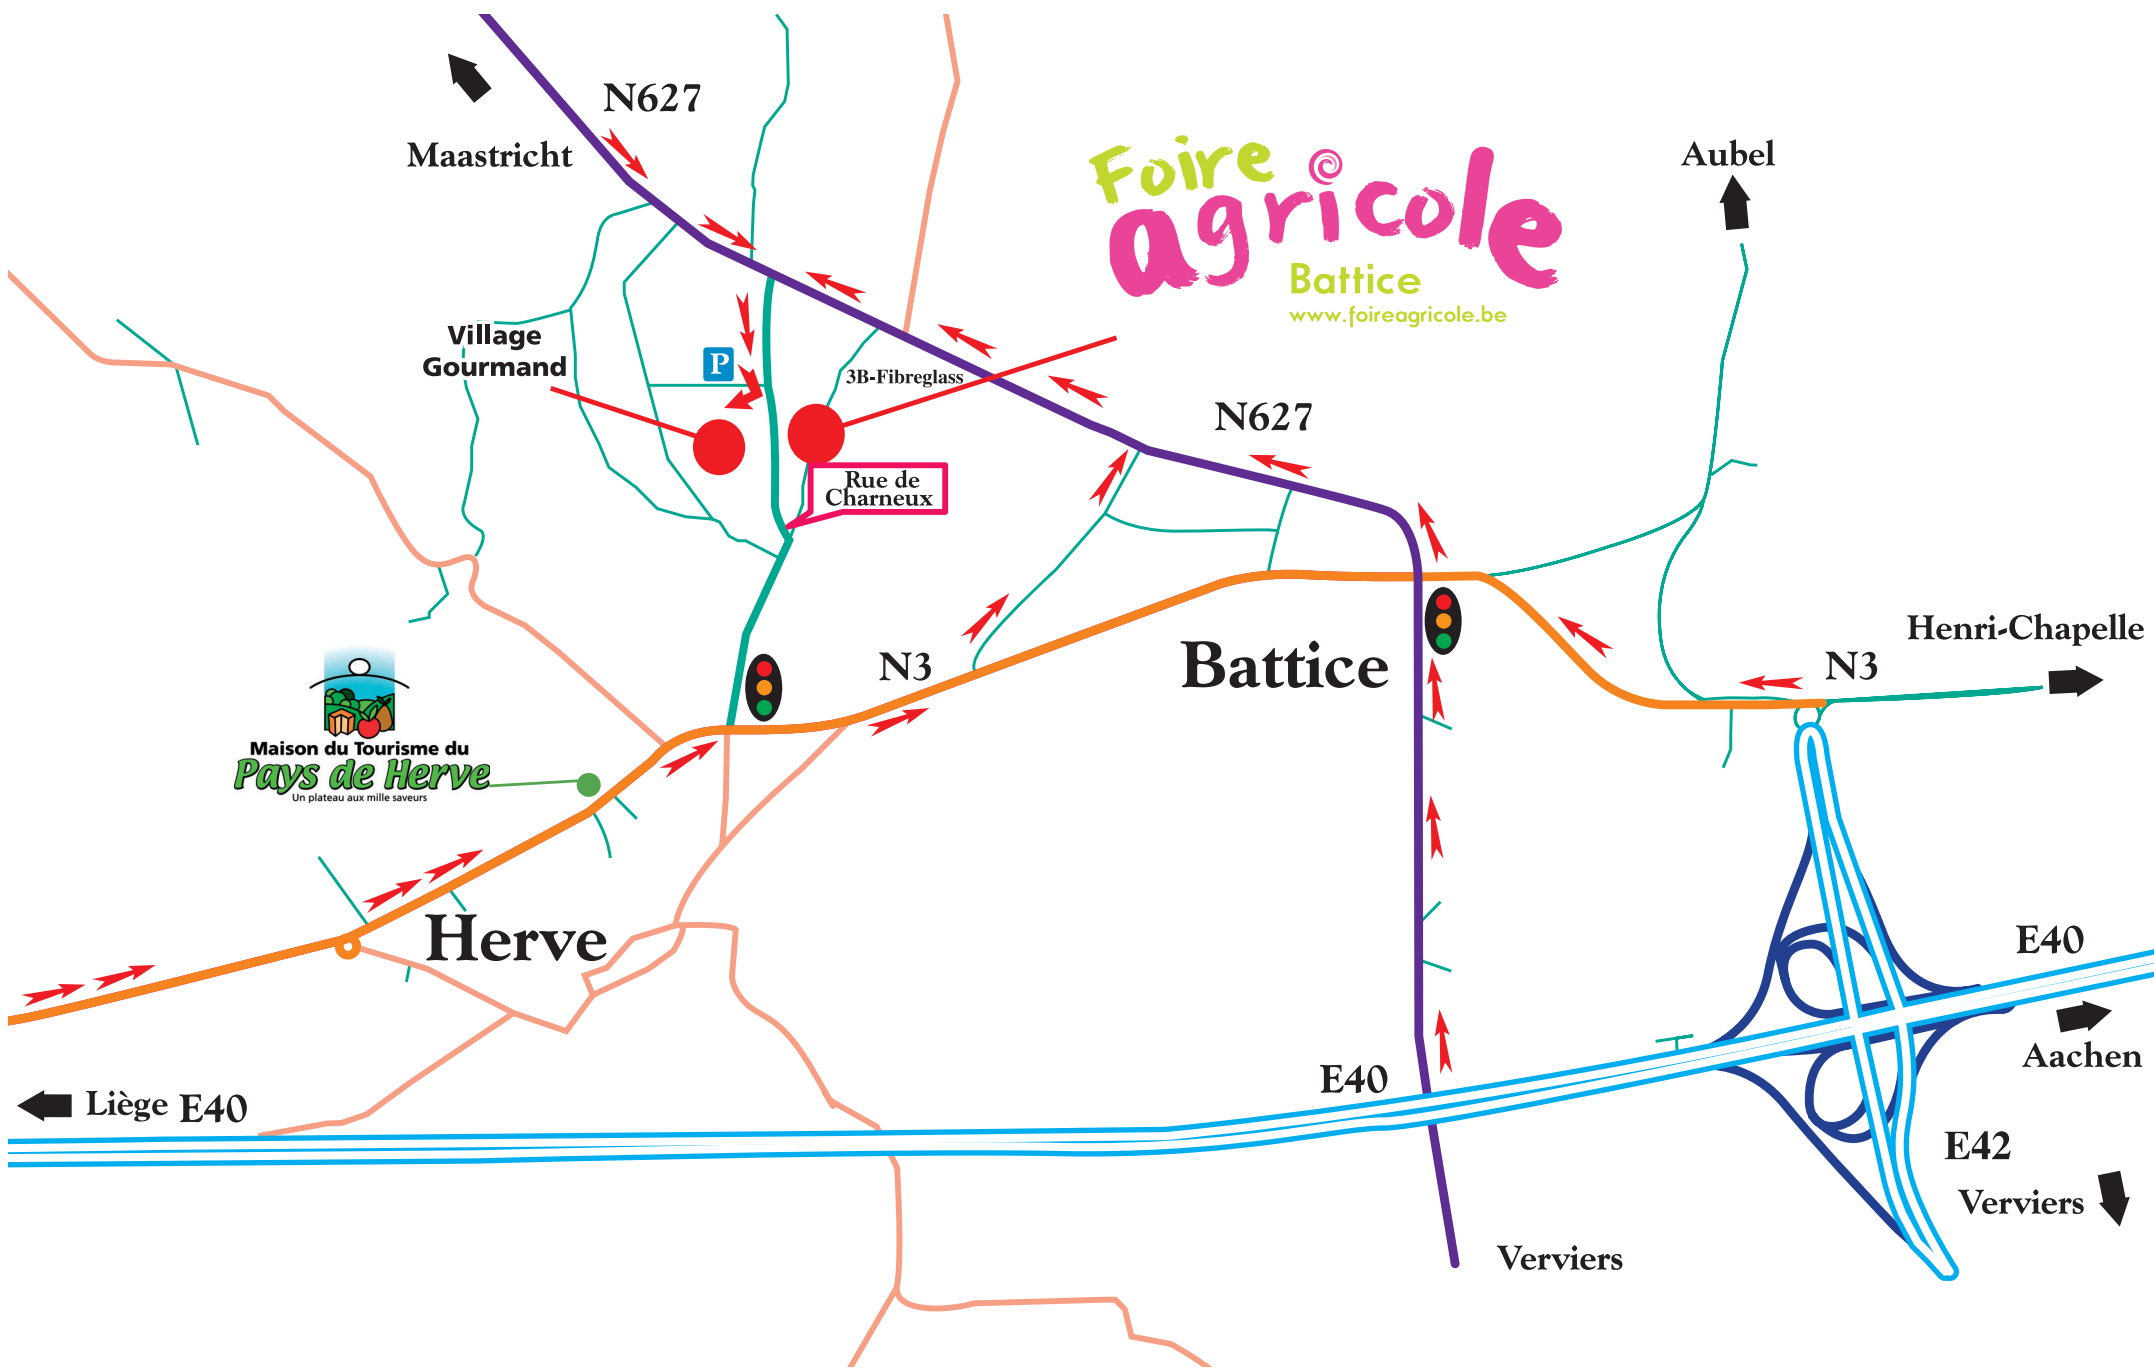 N627
Maastricht
Foire
agricole
Battice
www.foireagricole.be
Aubel
Village
Gourmand
P
3B-Fibreglass
N627
Rue de
Charneux
Henri-Chapelle
N3
N3
Battice
Maison du Tourisme du
Pays de Herve
Un plateau aux mille saveurs
Herve
E40
Aachen
E40
Liège E40
E42
Verviers
Verviers